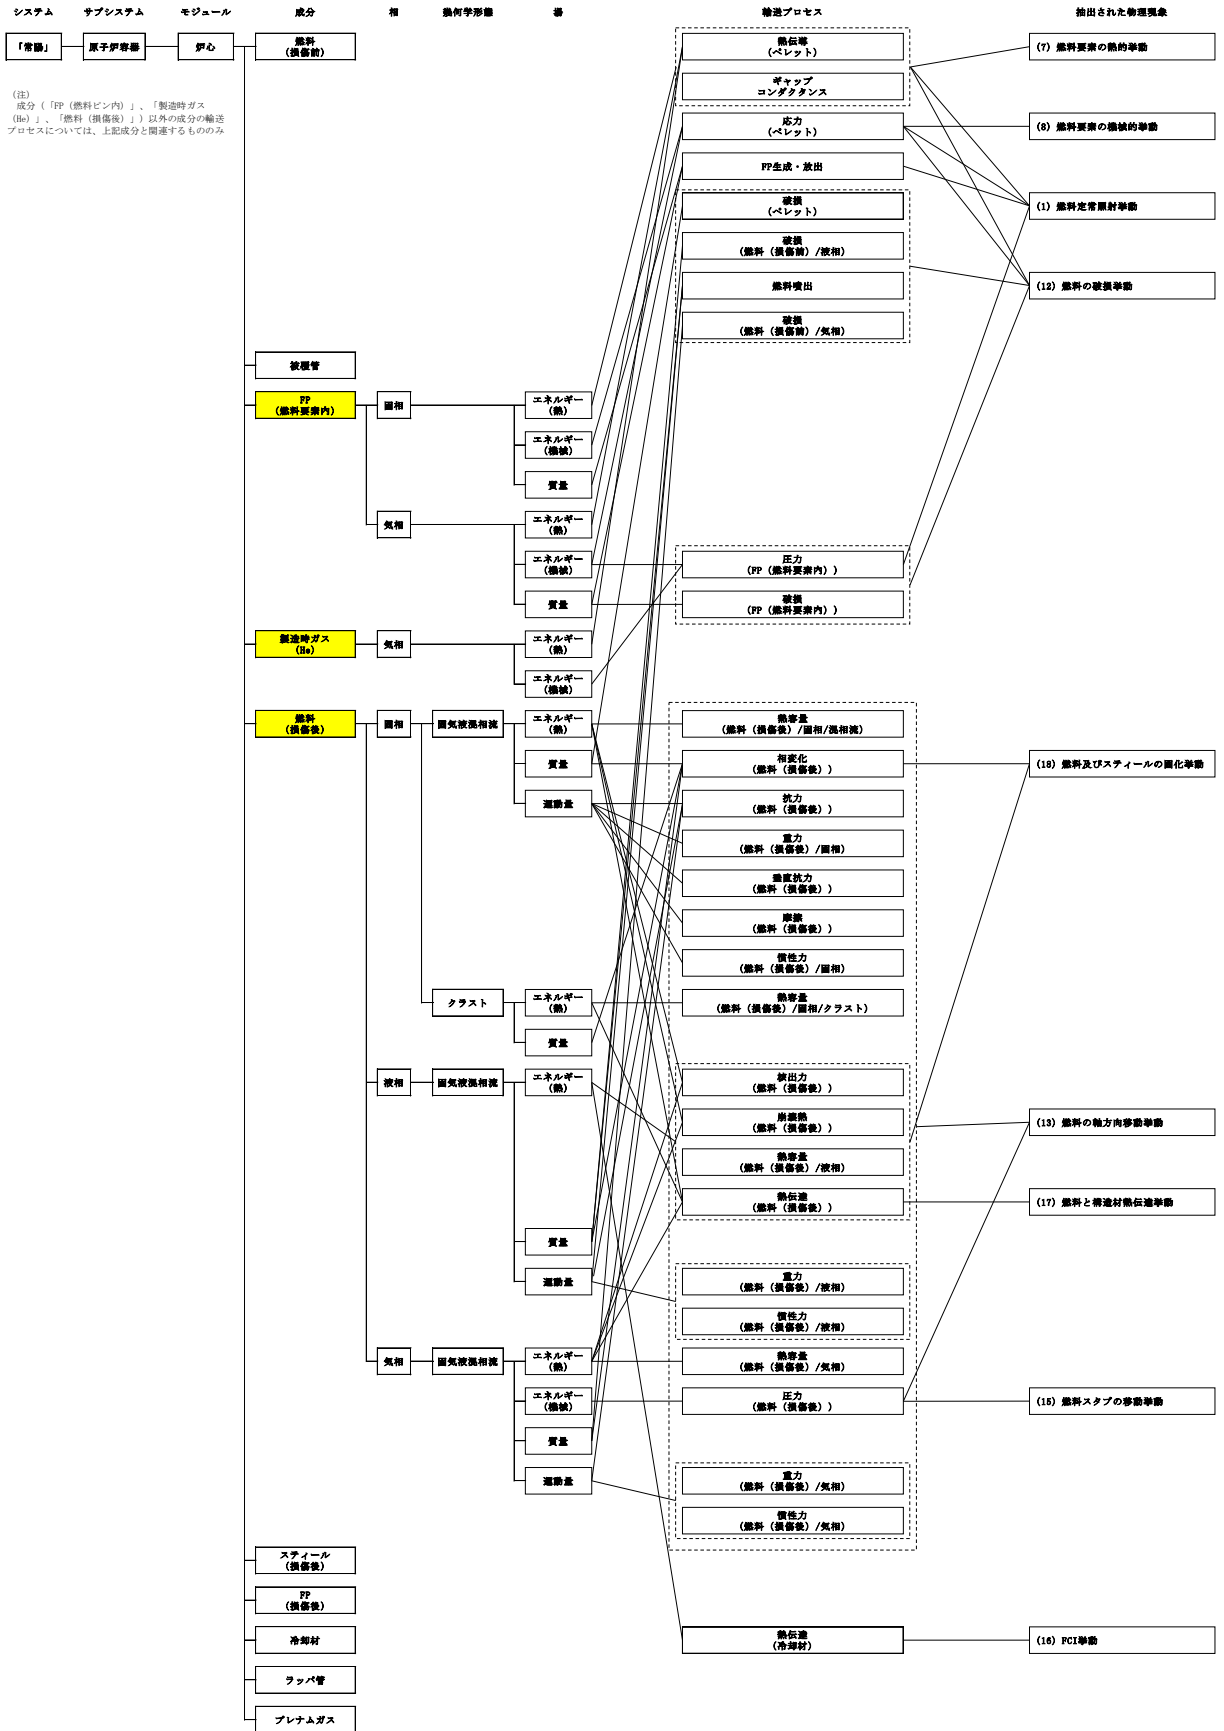 システム サブシステム モジュール 成分 相 幾何学形態 場 輸送プロセス 抽出された物理現象
「常陽」 原子炉容器 炉心
燃料
(損傷前)
(注)
成分（「FP（燃料ピン内）」、「製造時ガス
(He)」、「燃料（損傷後）」）以外の成分の輸送
プロセスについては、上記成分と関連するもののみ
熱伝導
(ペレット)
ギャップ
コンダクタンス
応力
(ペレット)
FP生成・放出
破損
(ペレット)
破損
(燃料（損傷前）/液相)
燃料噴出
破損
(燃料（損傷前）/気相)
(7) 燃料要素の熱的挙動
(8) 燃料要素の機械的挙動
(1) 燃料定常照射挙動
(12) 燃料の破損挙動
被覆管
FP
(燃料要素内)
固相
エネルギー
(熱)
エネルギー
(機械)
質量
気相
エネルギー
(熱)
エネルギー
(機械)
質量
圧力
(FP（燃料要素内）)
破損
(FP（燃料要素内）)
製造時ガス
(He)
気相
エネルギー
(熱)
エネルギー
(機械)
燃料
(損傷後)
固相
固気液混相流
エネルギー
(熱)
質量
運動量
熱容量
(燃料（損傷後）/固相/混相流)
相変化
(燃料（損傷後）)
抗力
(燃料（損傷後）)
重力
(燃料（損傷後）/固相)
垂直抗力
(燃料（損傷後）)
摩擦
(燃料（損傷後）)
慣性力
(燃料（損傷後）/固相)
(18) 燃料及びスティールの固化挙動
クラスト
エネルギー
(熱)
質量
熱容量
(燃料（損傷後）/固相/クラスト)
液相
固気液混相流
エネルギー
(熱)
質量
運動量
核出力
(燃料（損傷後）)
崩壊熱
(燃料（損傷後）)
熱容量
(燃料（損傷後）/液相)
熱伝達
(燃料（損傷後）)
重力
(燃料（損傷後）/液相)
慣性力
(燃料（損傷後）/液相)
(13) 燃料の軸方向移動挙動
(17) 燃料と構造材熱伝達挙動
気相
固気液混相流
エネルギー
(熱)
エネルギー
(機械)
質量
運動量
熱容量
(燃料（損傷後）/気相)
圧力
(燃料（損傷後）)
重力
(燃料（損傷後）/気相)
慣性力
(燃料（損傷後）/気相)
(15) 燃料スタブの移動挙動
スティール
(損傷後)
FP
(損傷後)
冷却材
ラッパ管
プレナムガス
熱伝達
(冷却材)
(16) FCI挙動